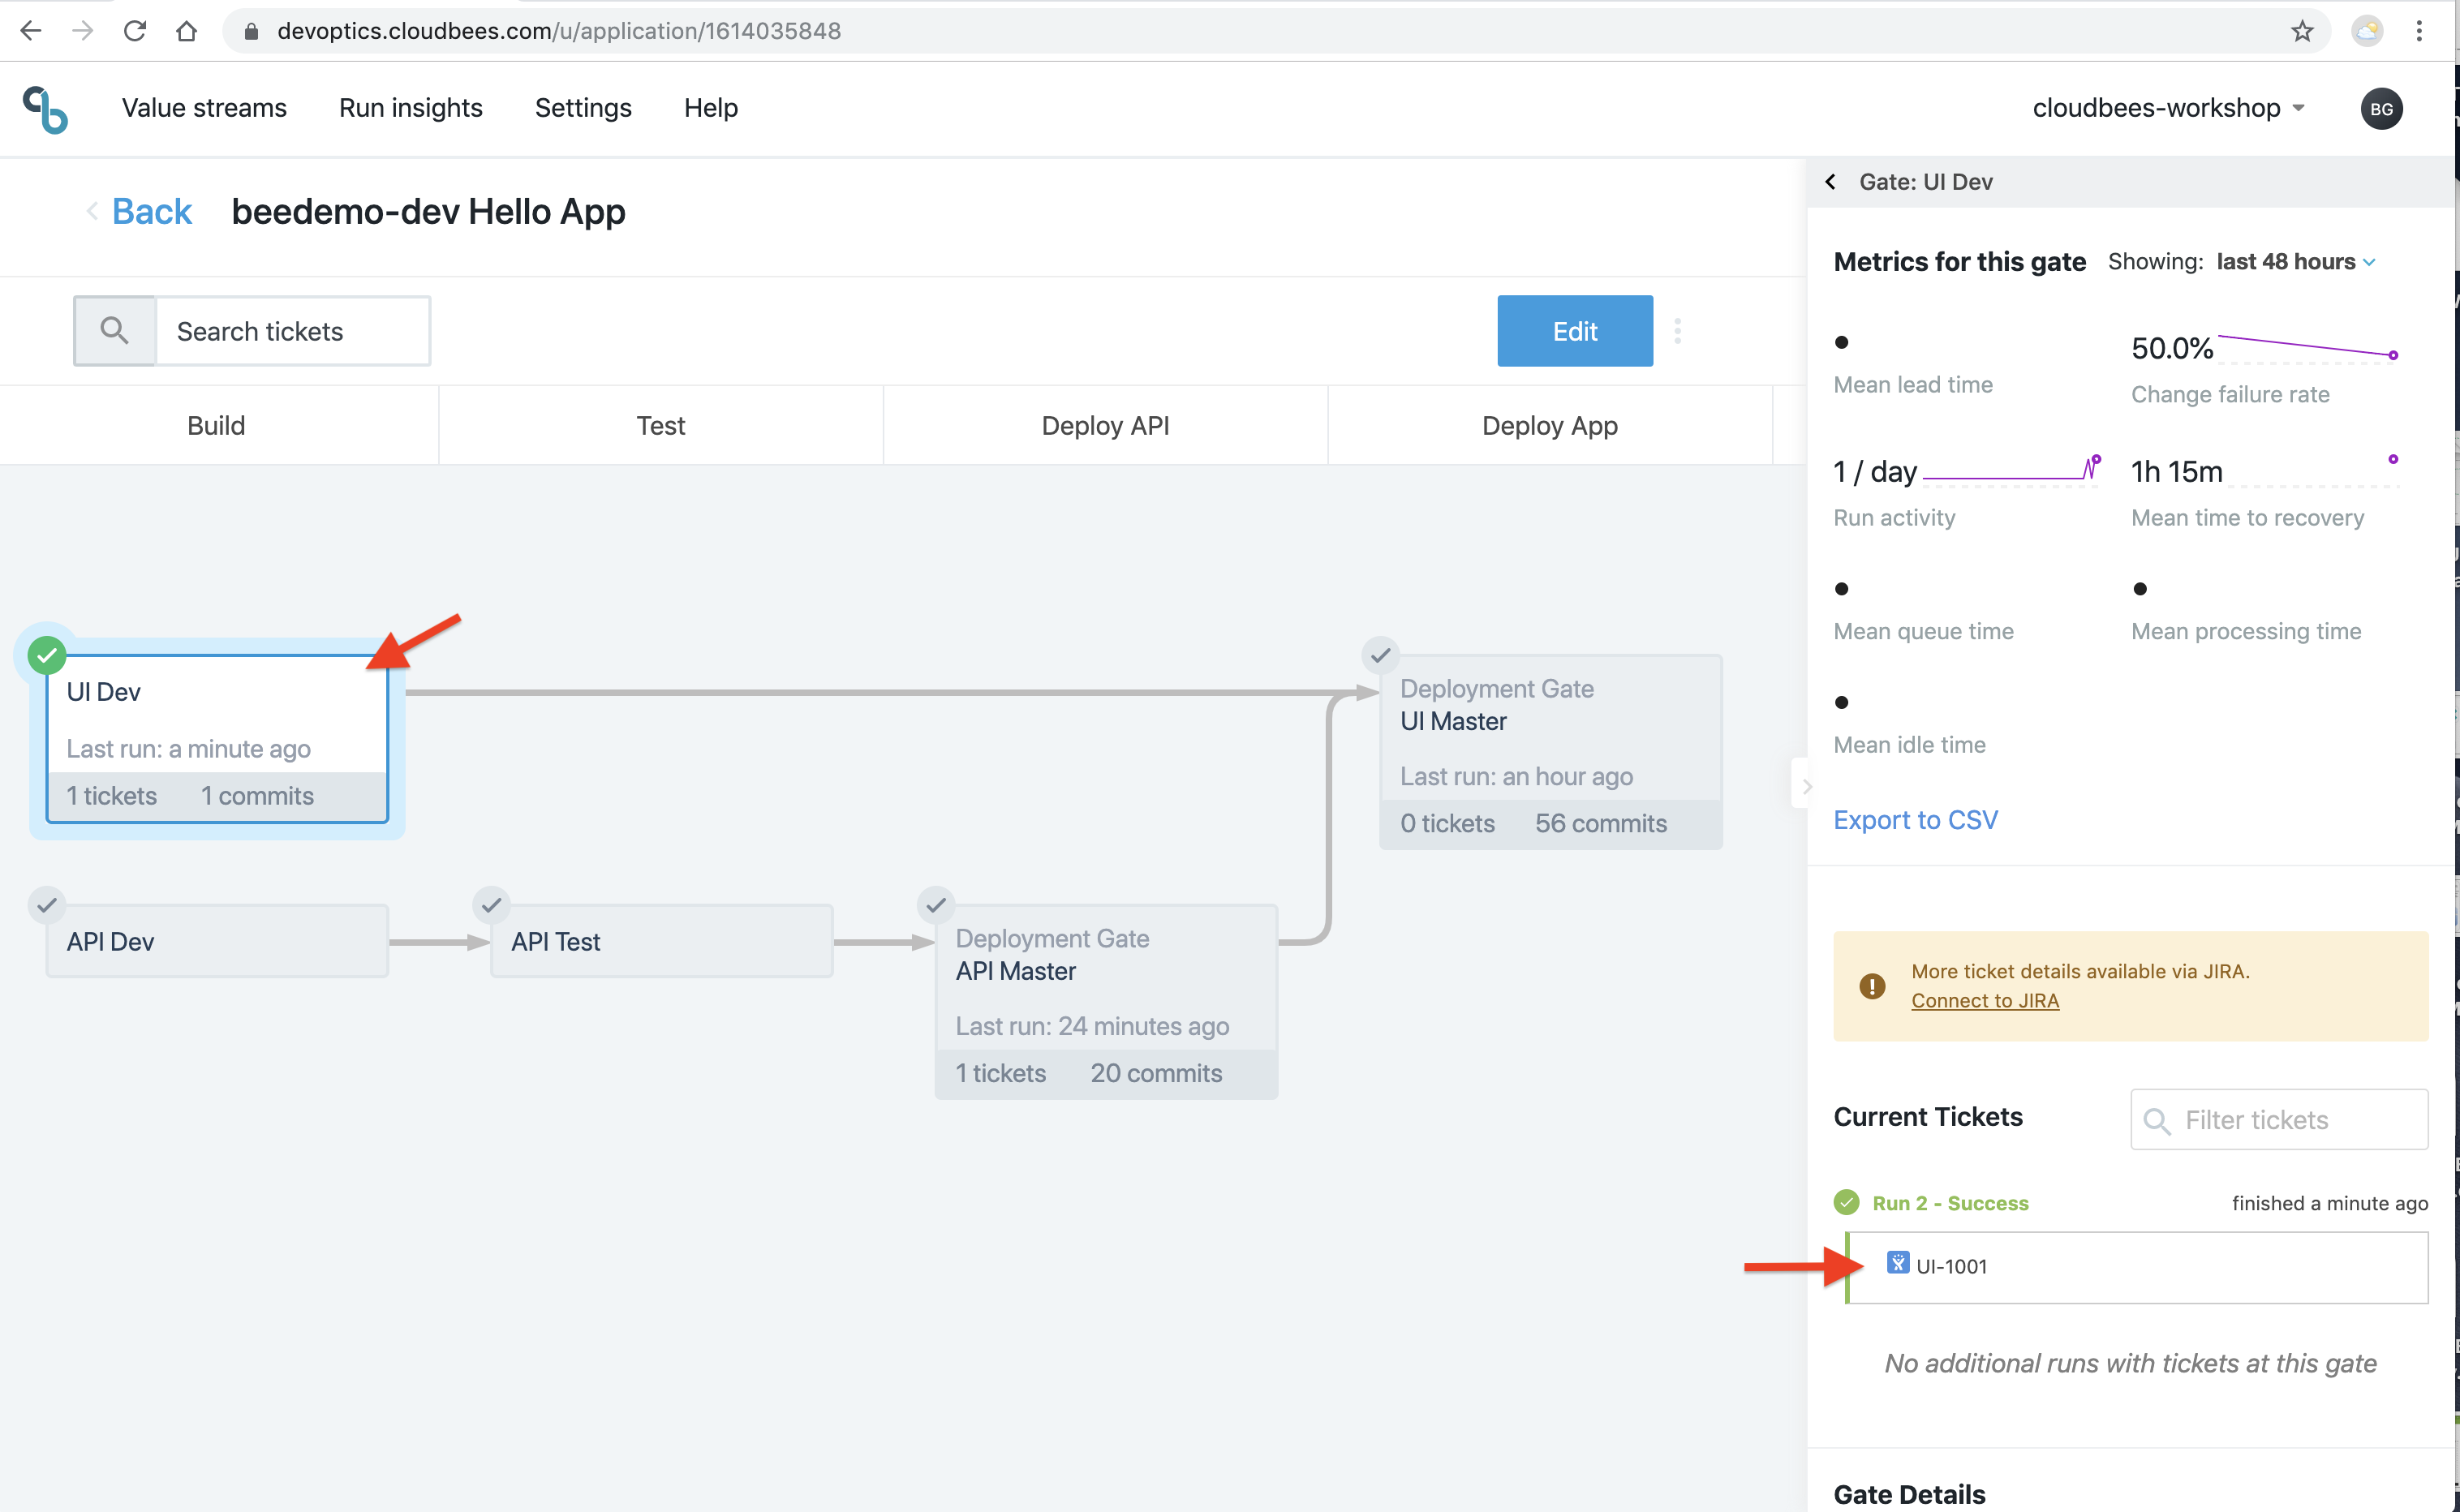 devoptics.cloudbees.com/u/application/1614035848
Value streams Run insights Settings Help cloudbees-workshop BG
Back beedemo-dev Hello App
Search tickets Edit
Build Test Deploy API Deploy App
UI Dev
Last run: a minute ago
1 tickets 1 commits
Deployment Gate
UI Master
Last run: an hour ago
0 tickets 56 commits
API Dev
API Test
Deployment Gate
API Master
Last run: 24 minutes ago
1 tickets 20 commits
Gate: UI Dev
Metrics for this gate Showing: last 48 hours
Mean lead time
50.0%
Change failure rate
1 / day
Run activity
1h 15m
Mean time to recovery
Mean queue time
Mean processing time
Mean idle time
Export to CSV
More ticket details available via JIRA.
Connect to JIRA
Current Tickets Filter tickets
Run 2 - Success finished a minute ago
UI-1001
No additional runs with tickets at this gate
Gate Details